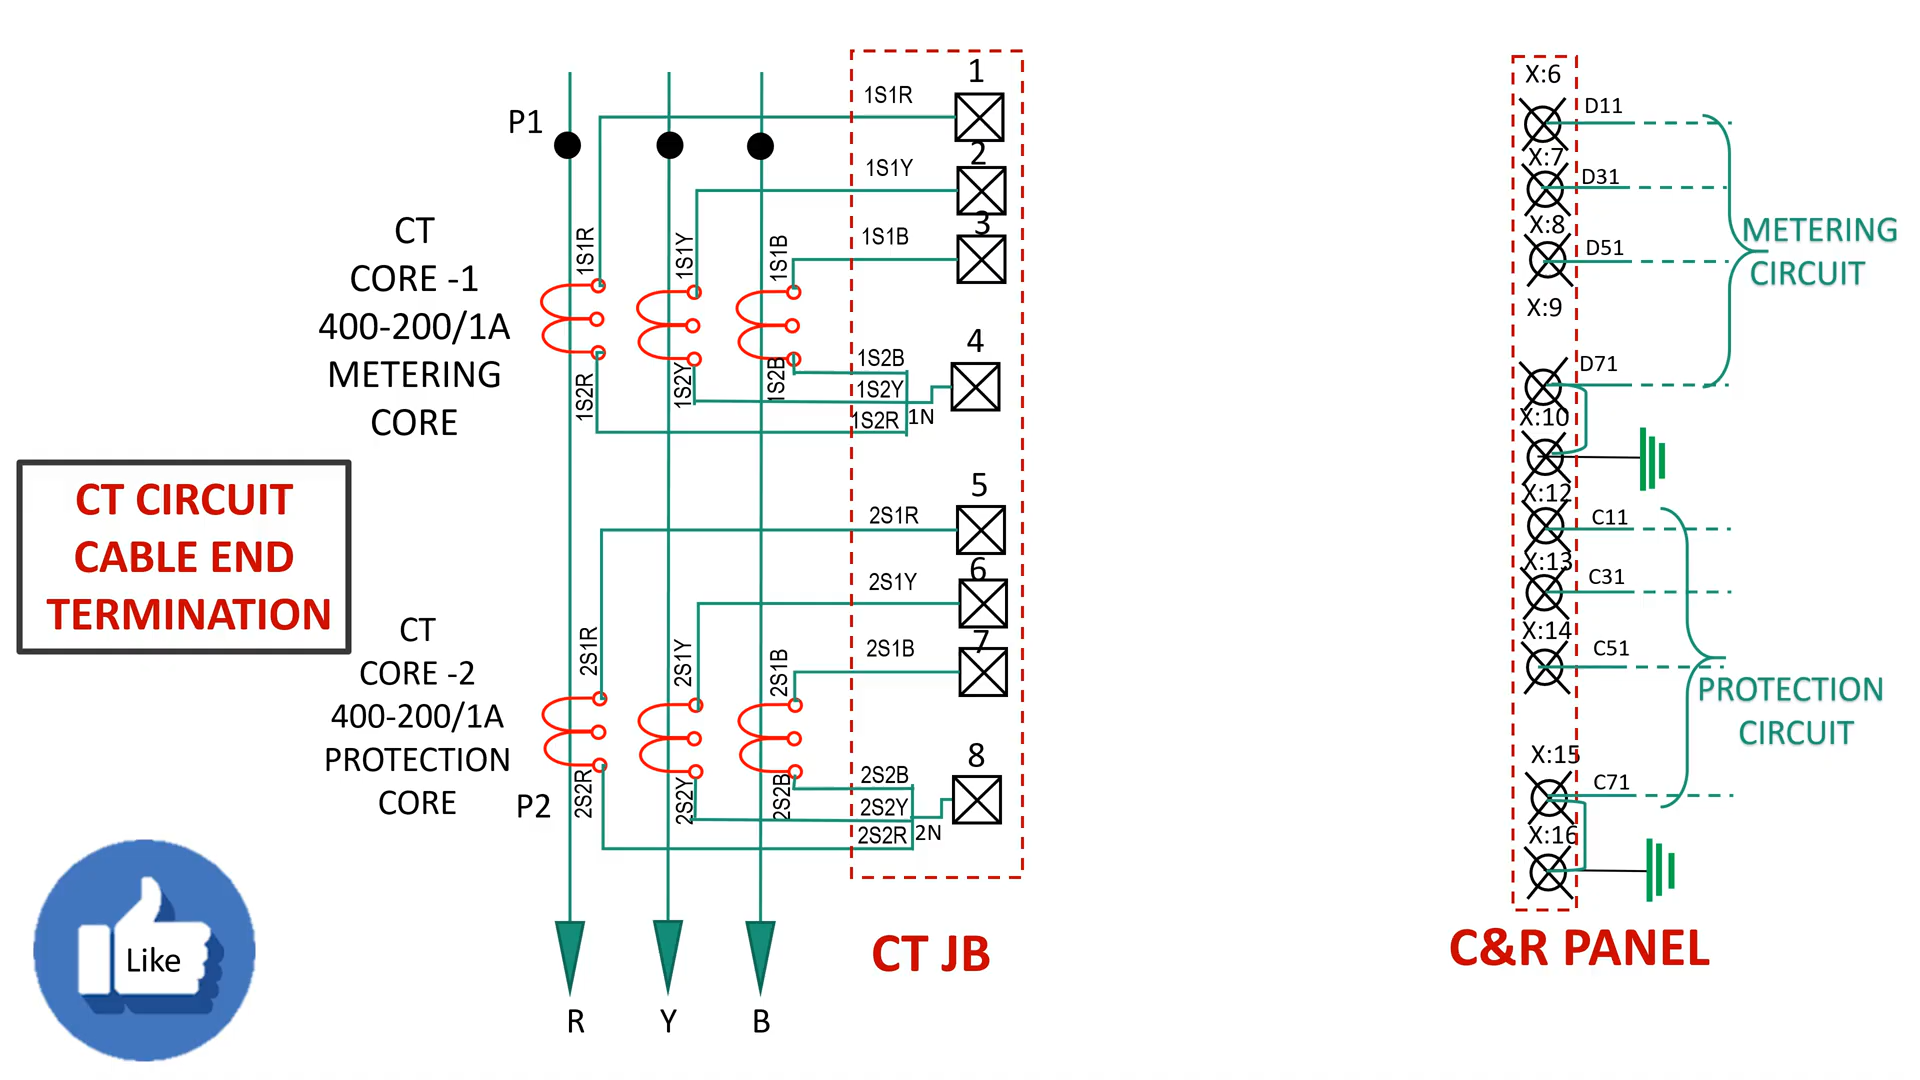 P1
CT
CORE -1
400-200/1A
METERING
CORE
1S1R
1S1Y
1S1B
1S2R
1S2Y
1S2B
1S1R
1
1S1Y
2
1S1B
3
1S2B
1S2Y
1S2R
1N
4
CT CIRCUIT
CABLE END
TERMINATION
CT
CORE -2
400-200/1A
PROTECTION
CORE
P2
2S1R
2S1Y
2S1B
2S2R
2S2Y
2S2B
2S1R
5
2S1Y
6
2S1B
7
2S2B
2S2Y
2S2R
2N
8
R
Y
B
CT JB
X:6
D11
X:7
D31
X:8
D51
X:9
D71
X:10
METERING
CIRCUIT
X:12
C11
X:13
C31
X:14
C51
X:15
C71
X:16
PROTECTION
CIRCUIT
C&R PANEL
Like